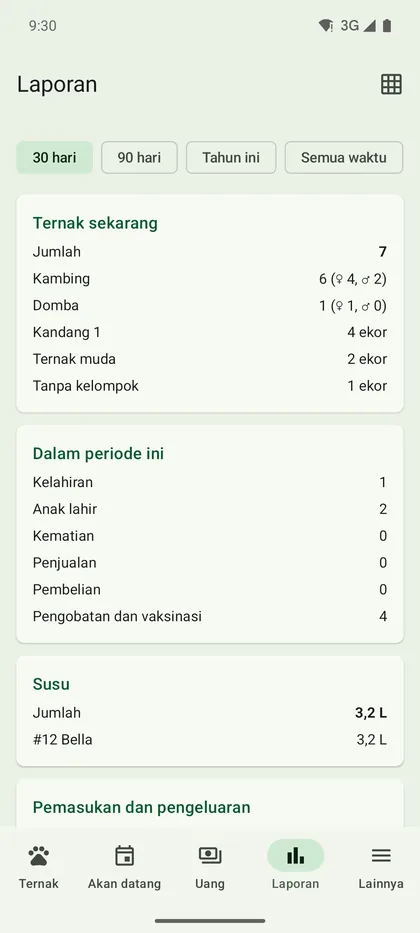 9:30
3G
Laporan
30 hari
90 hari
Tahun ini
Semua waktu
Ternak sekarang
Jumlah 7
Kambing 6 (♀ 4, ♂ 2)
Domba 1 (♀ 1, ♂ 0)
Kandang 1 4 ekor
Ternak muda 2 ekor
Tanpa kelompok 1 ekor
Dalam periode ini
Kelahiran 1
Anak lahir 2
Kematian 0
Penjualan 0
Pembelian 0
Pengobatan dan vaksinasi 4
Susu
Jumlah 3,2 L
#12 Bella 3,2 L
Pemasukan dan pengeluaran
Ternak
Akan datang
Uang
Laporan
Lainnya